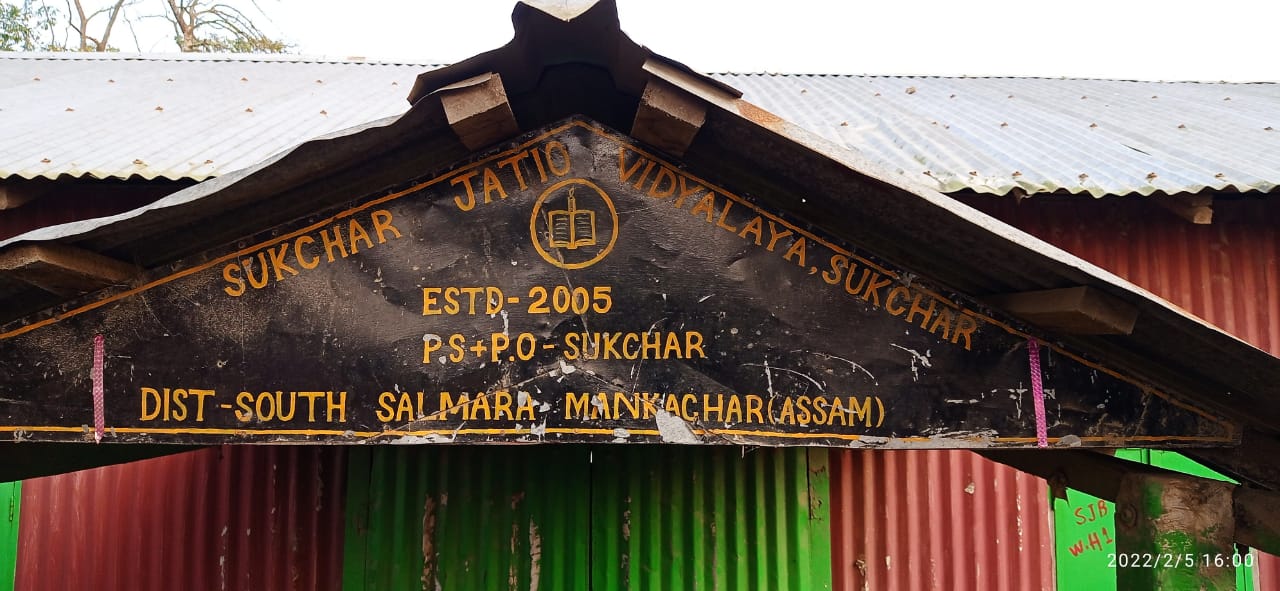 SUKCHAR JATIO VIDYALAYA, SUKCHAR
ESTD-2005
P.S+P.O-SUKCHAR
DIST-SOUTH SALMARA MANKACHAR(ASSAM)
SJB
W.H1
2022/2/5 16:00